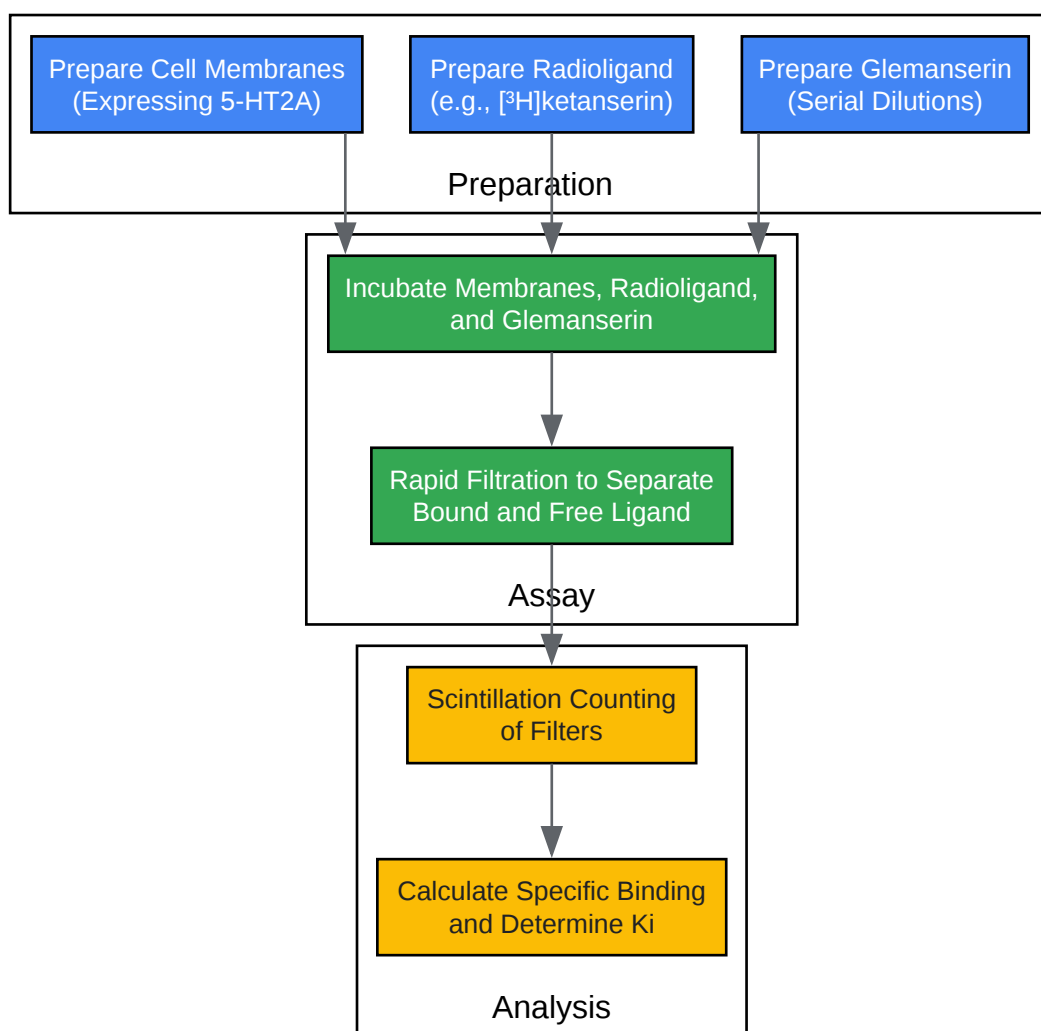 Prepare Cell Membranes
(Expressing 5-HT2A)
Prepare Radioligand
(e.g., [³H]ketanserin)
Prepare Glemanserin
(Serial Dilutions)
Preparation
Incubate Membranes, Radioligand,
and Glemanserin
Rapid Filtration to Separate
Bound and Free Ligand
Assay
Scintillation Counting
of Filters
Calculate Specific Binding
and Determine Ki
Analysis